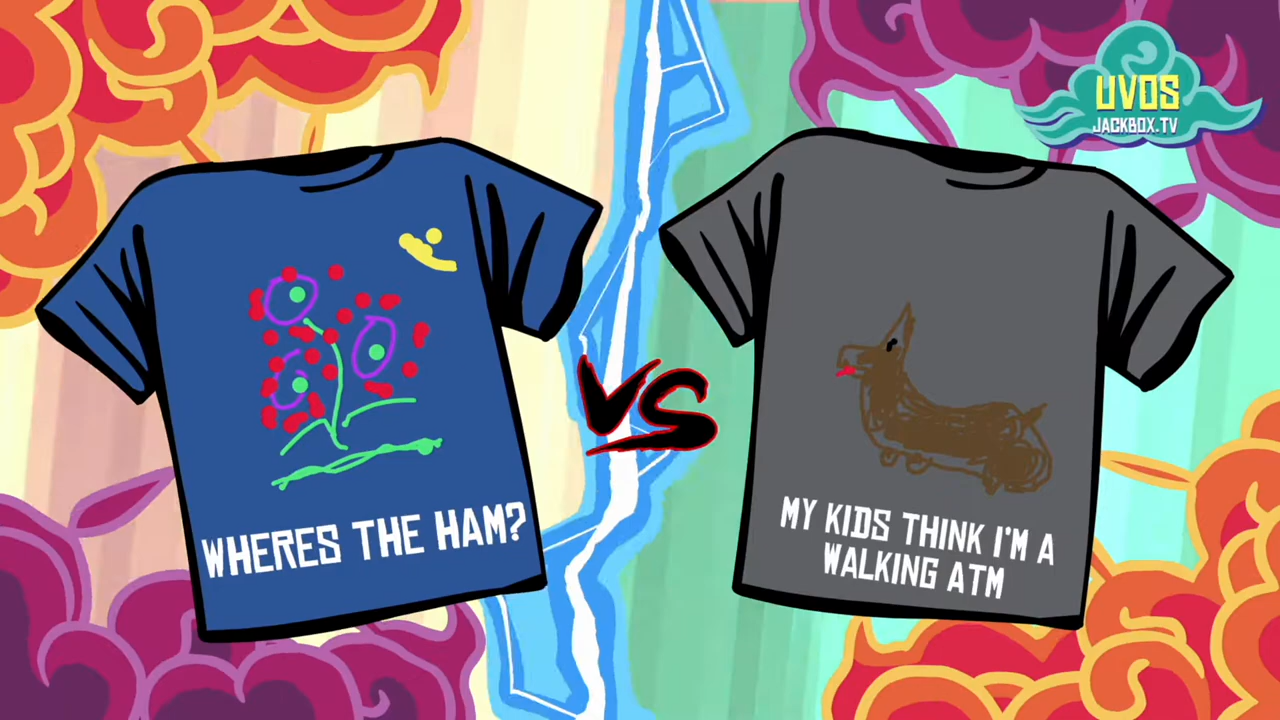 UVOS
JACKBOX.TV
VS
WHERES THE HAM?
MY KIDS THINK I'M A
WALKING ATM